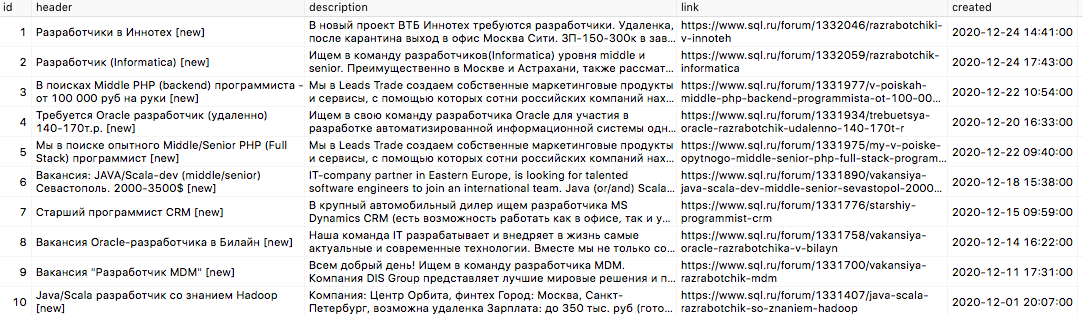 id header description link created
1 Разработчики в Иннотех [new] В новый проект ВТБ Иннотех требуются разработчики. Удаленка, после карантина выход в офис Москва Сити. ЗП-150-300к в зав... https://www.sql.ru/forum/1332046/razrabotchiki-v-innoteh 2020-12-24 14:41:00
2 Разработчик (Informatica) [new] Ищем в команду разработчиков(Informatica) уровня middle и senior. Преимущественно в Москве и Астрахани, также рассмат... https://www.sql.ru/forum/1332059/razrabotchik-informatica 2020-12-24 17:43:00
3 В поисках Middle PHP (backend) программиста - от 100 000 руб на руки [new] Мы в Leads Trade создаем собственные маркетинговые продукты и сервисы, с помощью которых сотни российских компаний нах... https://www.sql.ru/forum/1331977/v-poiskah-middle-php-backend-programmista-ot-100-00... 2020-12-22 10:54:00
4 Требуется Oracle разработчик (удаленно) 140-170т.р. [new] Ищем в свою команду разработчика Oracle для участия в разработке автоматизированной информационной системы одн... https://www.sql.ru/forum/1331934/trebuetsya-oracle-razrabotchik-udalenno-140-170t-r 2020-12-20 16:33:00
5 Мы в поиске опытного Middle/Senior PHP (Full Stack) программист [new] Мы в Leads Trade создаем собственные маркетинговые продукты и сервисы, с помощью которых сотни российских компаний нах... https://www.sql.ru/forum/1331975/my-v-poiske-opytnogo-middle-senior-php-full-stack-program... 2020-12-22 09:40:00
6 Вакансия: JAVA/Scala-dev (middle/senior) Севастополь. 2000-3500$ [new] IT-company partner in Eastern Europe, is looking for talented software engineers to join an international team. Java (or/and) Scala... https://www.sql.ru/forum/1331890/vakansiya-java-scala-dev-middle-senior-sevastopol-2000... 2020-12-18 15:38:00
7 Старший программист CRM [new] В крупный автомобильный дилер ищем разработчика MS Dynamics CRM (есть возможность работать как в офисе, так и у... https://www.sql.ru/forum/1331776/starshiy-programmist-crm 2020-12-15 09:59:00
8 Вакансия Oracle-разработчика в Билайн [new] Наша команда IT разрабатывает и внедряет в жизнь самые актуальные и современные технологии. Вместе мы не только со... https://www.sql.ru/forum/1331758/vakansiya-oracle-razrabotchika-v-bilayn 2020-12-14 16:22:00
9 Вакансия "Разработчик MDM" [new] Всем добрый день! Ищем в команду разработчика MDM. Компания DIS Group представляет лучшие мировые решения и п... https://www.sql.ru/forum/1331700/vakansiya-razrabotchik-mdm 2020-12-11 17:31:00
10 Java/Scala разработчик со знанием Hadoop [new] Компания: Центр Орбита, финтех Город: Москва, Санкт-Петербург, возможна удаленка Зарплата: до 350 тыс. руб (гото... https://www.sql.ru/forum/1331407/java-scala-razrabotchik-so-znaniem-hadoop 2020-12-01 20:07:00